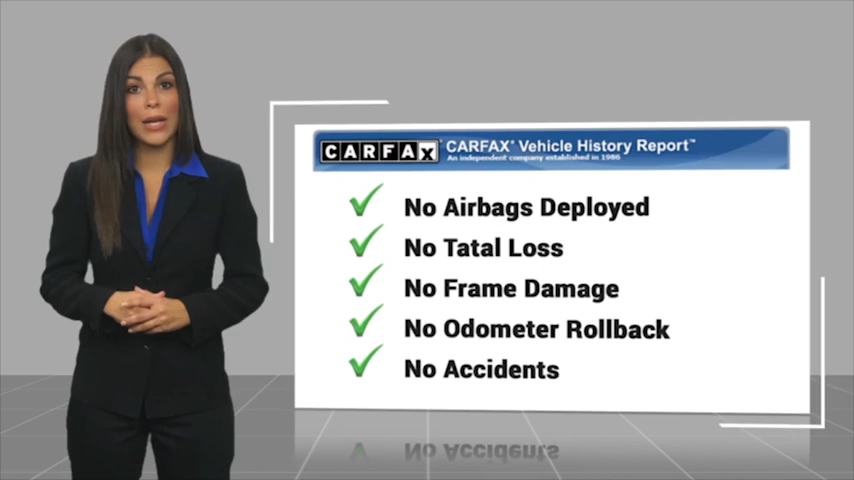 CARFAX® CARFAX® Vehicle History Report™
An independent company established in 1986
No Airbags Deployed
No Tatal Loss
No Frame Damage
No Odometer Rollback
No Accidents
No Accidents